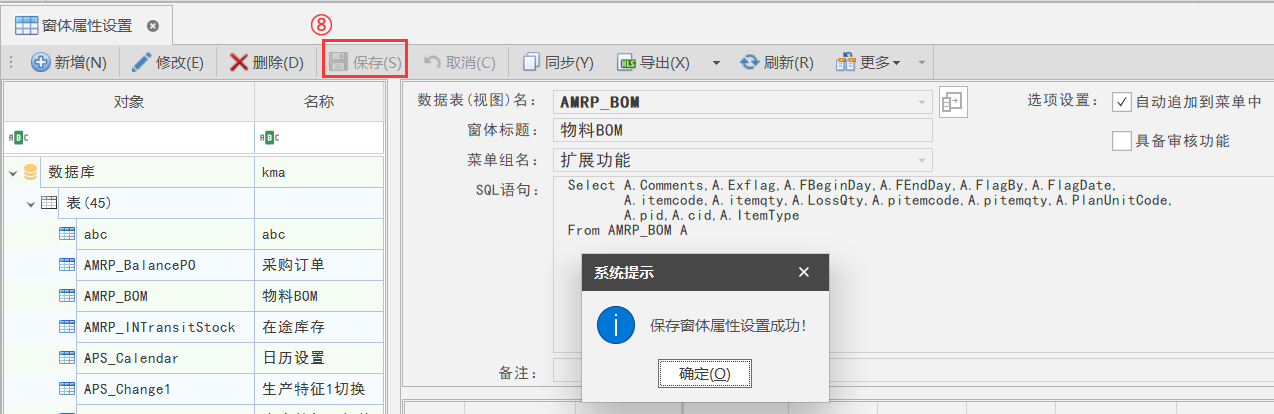 窗体属性设置
⑧
新增(N) 修改(E) 删除(D) 保存(S) 取消(C) 同步(Y) 导出(X) 刷新(R) 更多
对象 名称
数据库 kma
表(45)
abc abc
AMRP_BalancePO 采购订单
AMRP_BOM 物料BOM
AMRP_INTransitStock 在途库存
APS_Calendar 日历设置
APS_Change1 生产特征1切换
数据表(视图)名: AMRP_BOM
选项设置: 自动追加到菜单中
窗体标题: 物料BOM
具备审核功能
菜单组名: 扩展功能
SQL语句: Select A.Comments,A.Exflag,A.FBeginDay,A.FEndDay,A.FlagBy,A.FlagDate,
A.itemcode,A.itemqty,A.LossQty,A.pitemcode,A.pitemqty,A.PlanUnitCode,
A.pid,A.cid,A.ItemType
From AMRP_BOM A
系统提示
保存窗体属性设置成功!
确定(O)
备注: